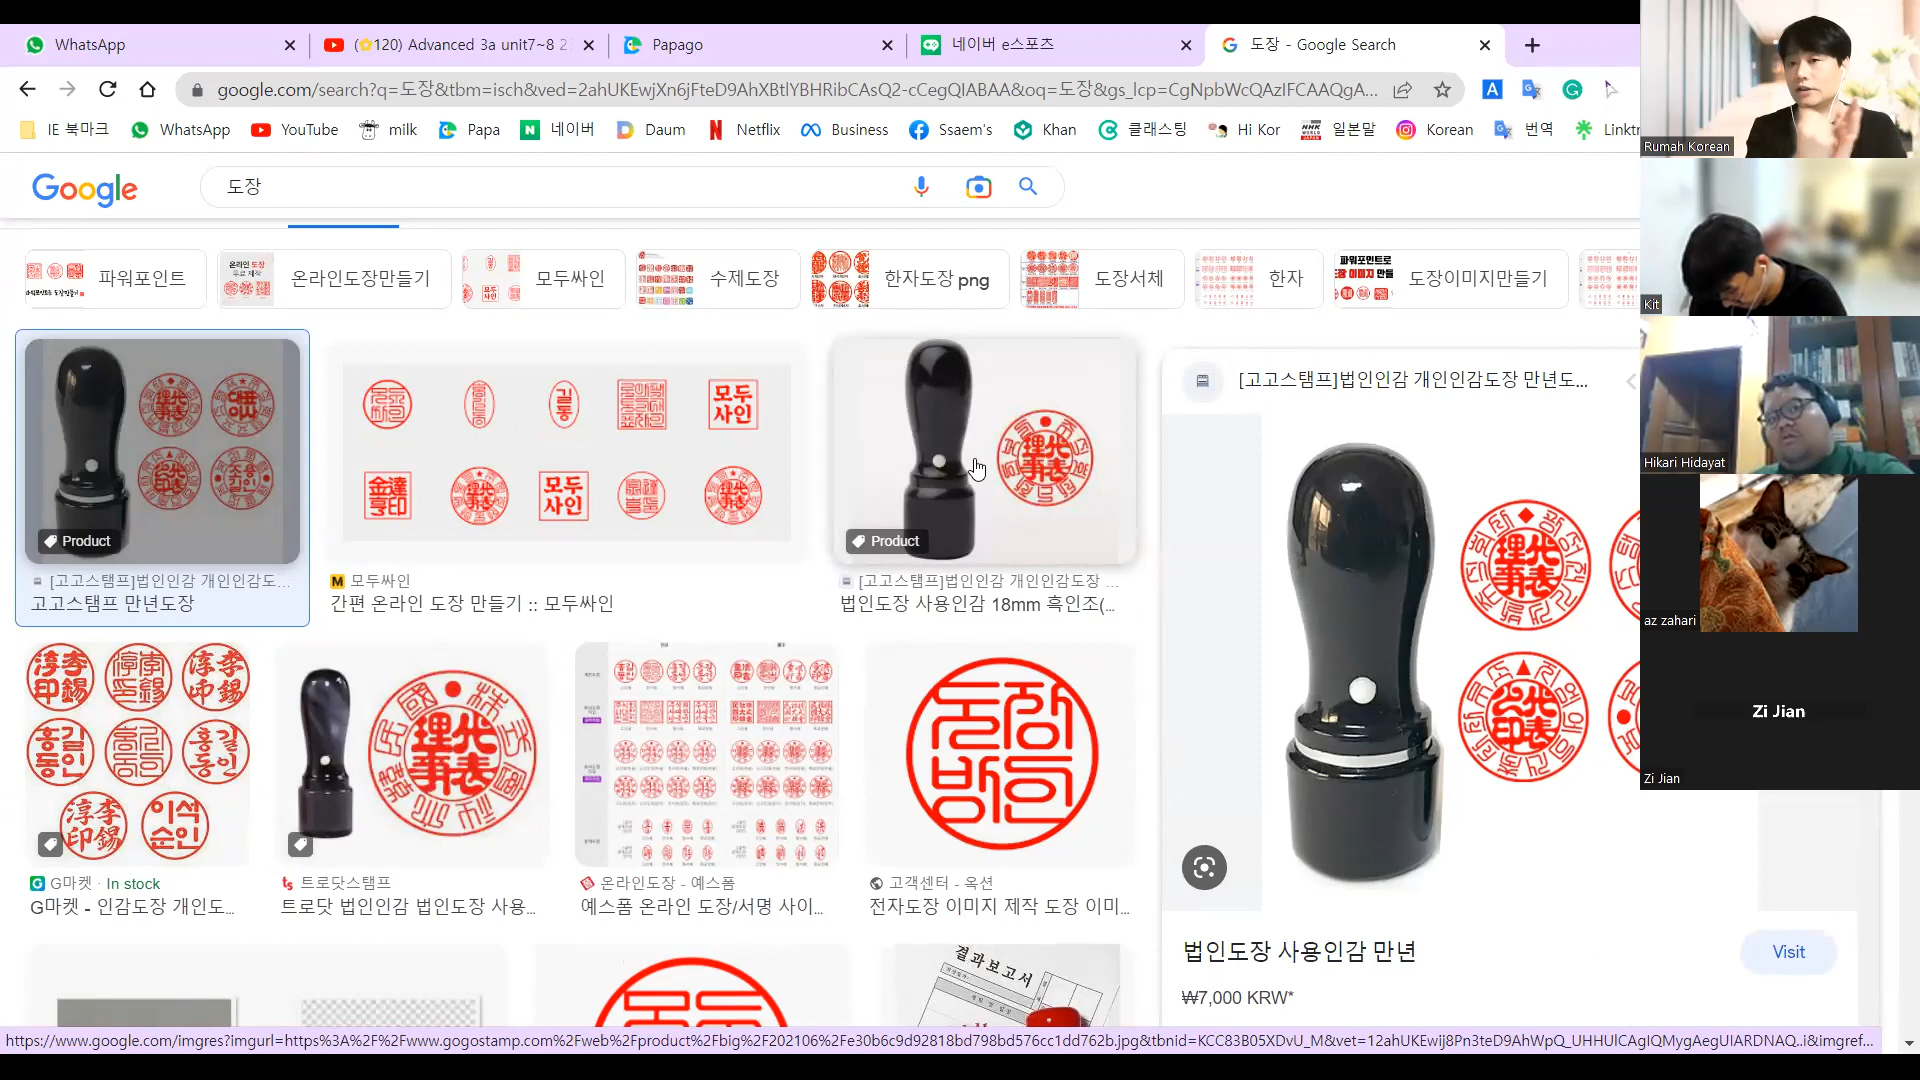 WhatsApp
(120) Advanced 3a unit7~8 2
Papago
네이버 e스포츠
도장 - Google Search
google.com/search?q=도장&tbm=isch&ved=2ahUKEwjXn6jFteD9AhXBtlYBHRibCAsQ2-cCegQIABAA&oq=도장&gs_lcp=CgNpbWcQAzIFCAAQgA...
IE 북마크
WhatsApp
YouTube
milk
Papa
네이버
Daum
Netflix
Business
Ssaem's
Khan
클래스팅
Hi Kor
일본말
Korean
번역
Linktr
Google
도장
파워포인트
온라인도장만들기
모두싸인
수제도장
한자도장 png
도장서체
한자
도장이미지만들기
Product
모두
사인
길동
모두
사인
Product
[고고스탬프]법인인감 개인인감도...
고고스탬프 만년도장
모두싸인
간편 온라인 도장 만들기 :: 모두싸인
[고고스탬프]법인인감 개인인감도장 ...
법인도장 사용인감 18mm 흑인조(...
[고고스탬프]법인인감 개인인감도장 만년도...
G마켓 · In stock
G마켓 - 인감도장 개인도...
트로닷스탬프
트로닷 법인인감 법인도장 사용...
온라인도장 - 예스폼
예스폼 온라인 도장/서명 사이...
고객센터 - 옥션
전자도장 이미지 제작 도장 이미...
결과보고서
법인도장 사용인감 만년
Visit
₩7,000 KRW*
https://www.google.com/imgres?imgurl=https%3A%2F%2Fwww.gogostamp.com%2Fweb%2Fproduct%2Fbig%2F202106%2Fe30b6c9d92818bd798bd576cc1dd762b.jpg&tbnid=KCC83B05XDvU_M&vet=12ahUKEwij8Pn3teD9AhWpQ_UHHUlCAgIQMygAegUIARDNAQ..i&imgref...
Rumah Korean
Kit
Hikari Hidayat
az zahari
Zi Jian
Zi Jian